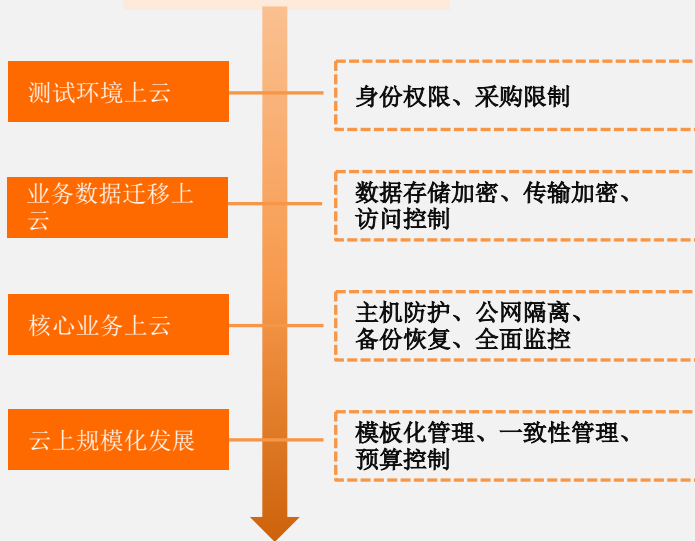 测试环境上云
身份权限、采购限制
业务数据迁移上
云
数据存储加密、传输加密、
访问控制
核心业务上云
主机防护、公网隔离、
备份恢复、全面监控
云上规模化发展
模板化管理、一致性管理、
预算控制